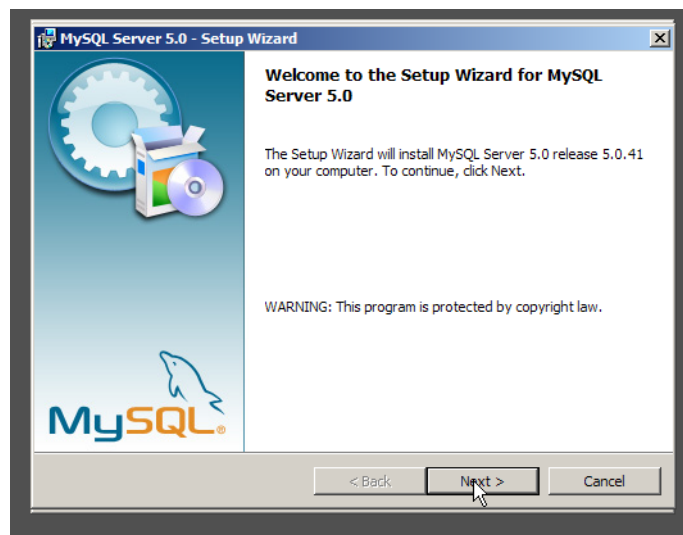 MySQL Server 5.0 - Setup Wizard
Welcome to the Setup Wizard for MySQL
Server 5.0
The Setup Wizard will install MySQL Server 5.0 release 5.0.41
on your computer. To continue, click Next.
WARNING: This program is protected by copyright law.
MySQL®
< Back Next > Cancel